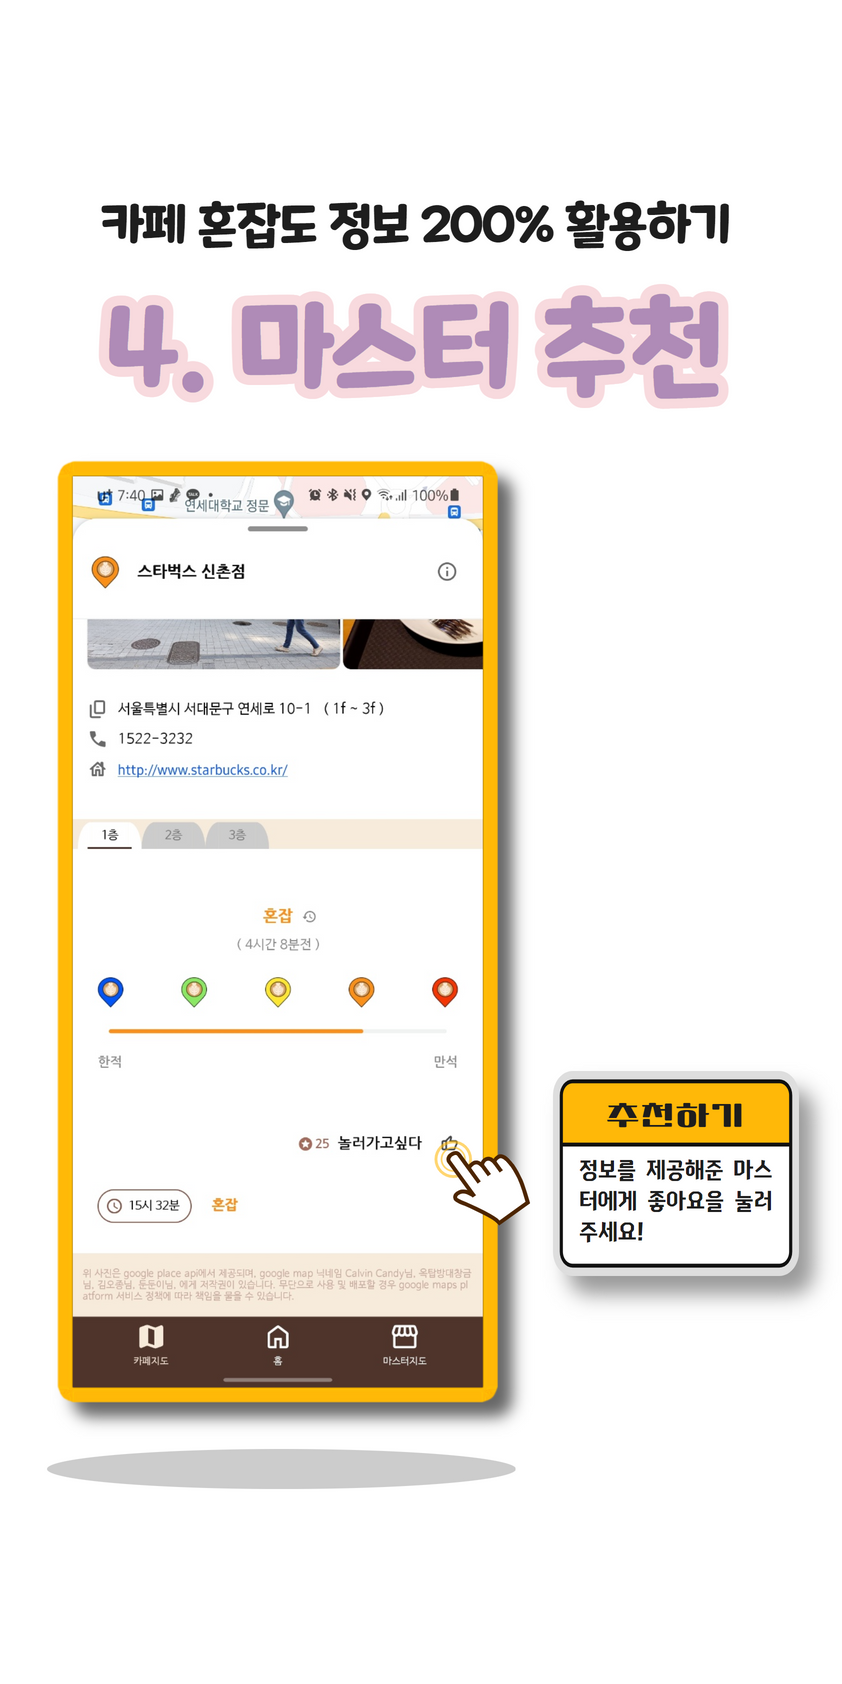 카페 혼잡도 정보 200% 활용하기
4. 마스터 추천
7:40 100%
연세대학교 정문
스타벅스 신촌점
서울특별시 서대문구 연세로 10-1 ( 1f ~ 3f )
1522-3232
http://www.starbucks.co.kr/
1층 2층 3층
혼잡
( 4시간 8분전 )
한적 만석
25 놀러가고싶다
15시 32분 혼잡
추천하기
정보를 제공해준 마스
터에게 좋아요을 눌러
주세요!
위 사진은 google place api에서 제공되며, google map 닉네임 Calvin Candy님, 옥탑방대장금
님, 김오종님, 둔둔이님, 에게 저작권이 있습니다. 무단으로 사용 및 배포할 경우 google maps pl
atform 서비스 정책에 따라 책임을 물을 수 있습니다.
카페지도 홈 마스터지도